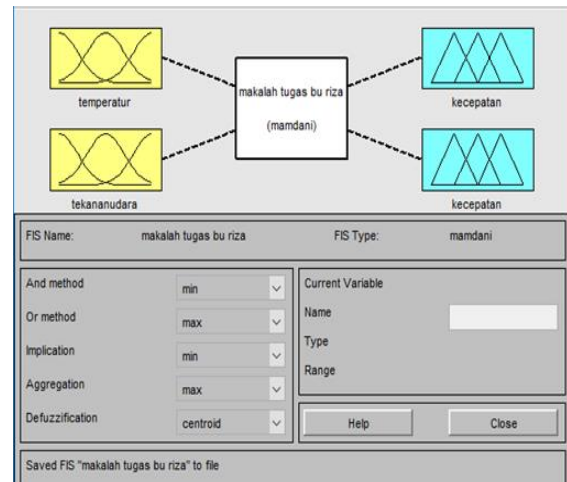 makalah tugas bu riza
(mamdani)
temperatur
kecepatan
tekananudara
kecepatan
FIS Name: makalah tugas bu riza FIS Type: mamdani
And method min
Or method max
Implication min
Aggregation max
Defuzzification centroid
Current Variable
Name
Type
Range
Help Close
Saved FIS "makalah tugas bu riza" to file